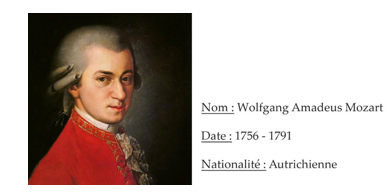 Nom : Wolfgang Amadeus Mozart
Date : 1756 - 1791
Nationalité : Autrichienne